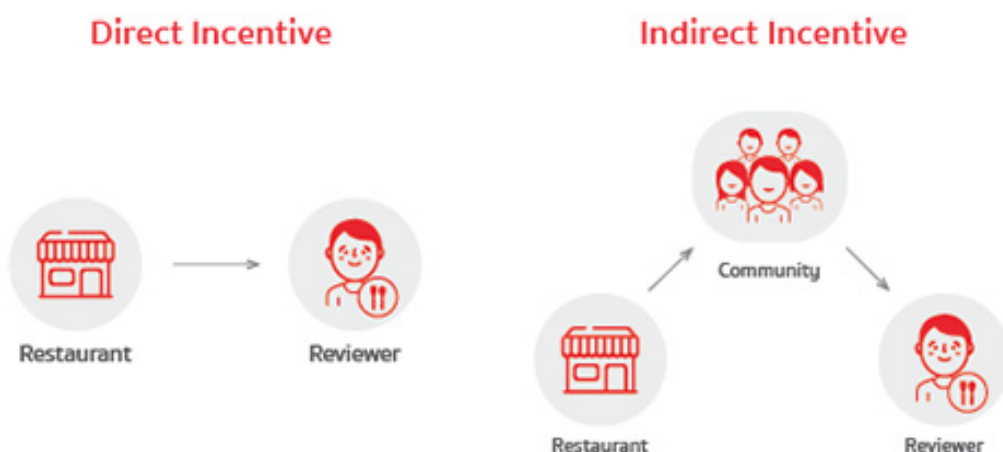 Direct Incentive
Indirect Incentive
Community
Restaurant
Reviewer
Restaurant
Reviewer